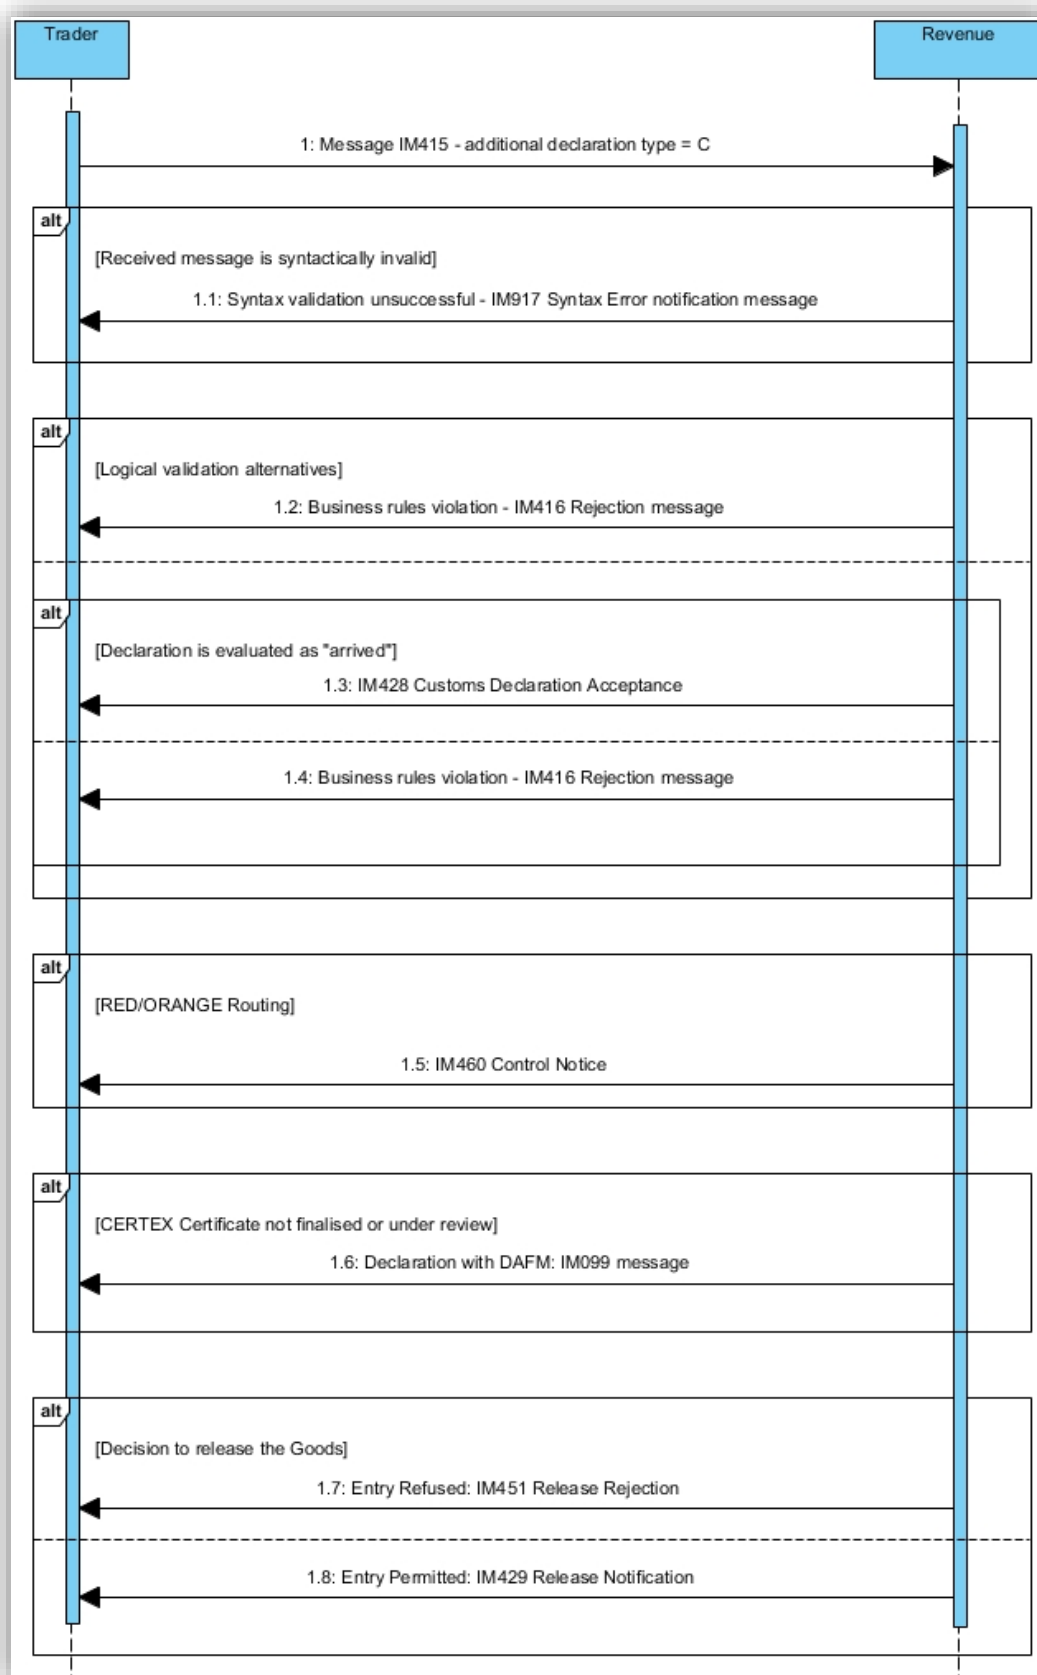 Trader
Revenue
1: Message IM415 - additional declaration type = C
alt
[Received message is syntactically invalid]
1.1: Syntax validation unsuccessful - IM917 Syntax Error notification message
alt
[Logical validation alternatives]
1.2: Business rules violation - IM416 Rejection message
alt
[Declaration is evaluated as "arrived"]
1.3: IM428 Customs Declaration Acceptance
1.4: Business rules violation - IM416 Rejection message
alt
[RED/ORANGE Routing]
1.5: IM460 Control Notice
alt
[CERTEX Certificate not finalised or under review]
1.6: Declaration with DAFM: IM099 message
alt
[Decision to release the Goods]
1.7: Entry Refused: IM451 Release Rejection
1.8: Entry Permitted: IM429 Release Notification